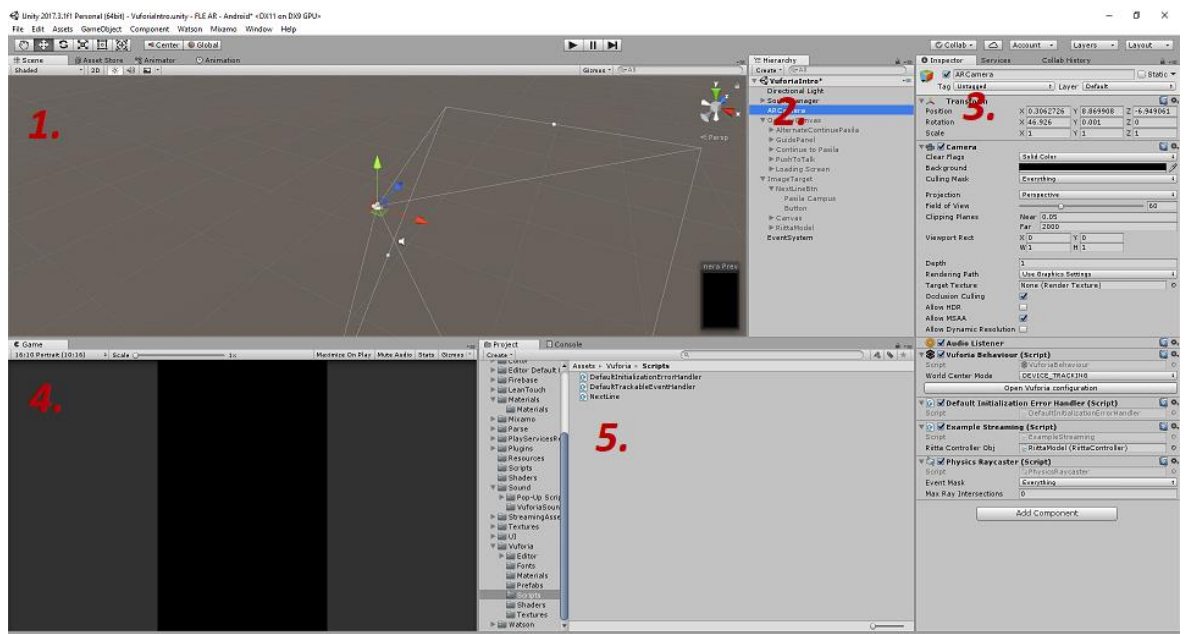 Unity 2017.3.1f1 Personal (64bit) - VuforiaIntro.unity - FLE AR - Android* <DX11 on DX9 GPU>
File Edit Assets GameObject Component Watson Mixamo Window Help
Center Global
Collab Account Layers Layout
Scene Asset Store Animator Animation
Shaded 2D Gizmos All
1.
y
x
Persp
mera Prev
Hierarchy
Create All
VuforiaIntro*
Directional Light
ARCamera
2.
AlternateContinuePasila
GuidePanel
Continue to Pasila
PushToTalk
Loading Screen
ImageTarget
NextLineBtn
Pasila Campus
Button
Canvas
RiittaModel
EventSystem
Inspector Services Collab History
ARCamera Static
Tag Untagged Layer Default
3.
Position X 0.3062726 Y 8.869908 Z -6.949061
Rotation X 46.926 Y 0.001 Z 0
Scale X 1 Y 1 Z 1
Camera
Clear Flags Solid Color
Background
Culling Mask Everything
Projection Perspective
Field of View 60
Clipping Planes Near 0.05
Far 2000
Viewport Rect X 0 Y 0
W 1 H 1
Depth 1
Rendering Path Use Graphics Settings
Target Texture None (Render Texture)
Occlusion Culling
Allow HDR
Allow MSAA
Allow Dynamic Resolution
Audio Listener
Vuforia Behaviour (Script)
Script VuforiaBehaviour
World Center Mode DEVICE_TRACKING
Open Vuforia configuration
Default Initialization Error Handler (Script)
Script DefaultInitializationErrorHandler
Example Streaming (Script)
Script ExampleStreaming
Riitta Controller Obj RiittaModel (RiittaController)
Physics Raycaster (Script)
Script PhysicsRaycaster
Event Mask Everything
Max Ray Intersections 0
Add Component
Game
16:10 Portrait (10:16) Scale 1x Maximize On Play Mute Audio Stats Gizmos
4.
Project Console
Create
Editor
Editor Default
Firebase
LeanTouch
Materials
Materials
Mixamo
Parse
PlayServicesRe
Plugins
Resources
Scripts
Shaders
Sound
Pop-Up Scrip
VuforiaSoun
StreamingAsse
Textures
UI
Vuforia
Editor
Fonts
Materials
Prefabs
Scripts
Shaders
Textures
Watson
Assets Vuforia Scripts
DefaultInitializationErrorHandler
DefaultTrackableEventHandler
NextLine
5.